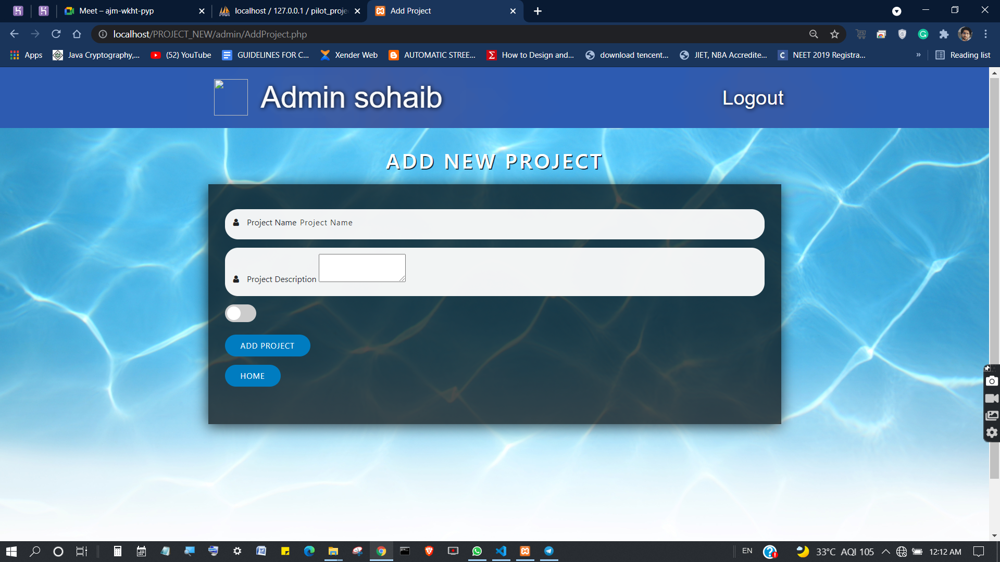 Meet – ajm-wkht-pyp
localhost / 127.0.0.1 / pilot_proje
Add Project
localhost/PROJECT_NEW/admin/AddProject.php
Apps
Java Cryptography,...
(52) YouTube
GUIDELINES FOR C...
Xender Web
AUTOMATIC STREE...
How to Design and...
download tencent...
JIET, NBA Accredite...
NEET 2019 Registra...
»
Reading list
Admin sohaib
Logout
ADD NEW PROJECT
Project Name Project Name
Project Description
ADD PROJECT
HOME
EN
33°C AQI 105
12:12 AM